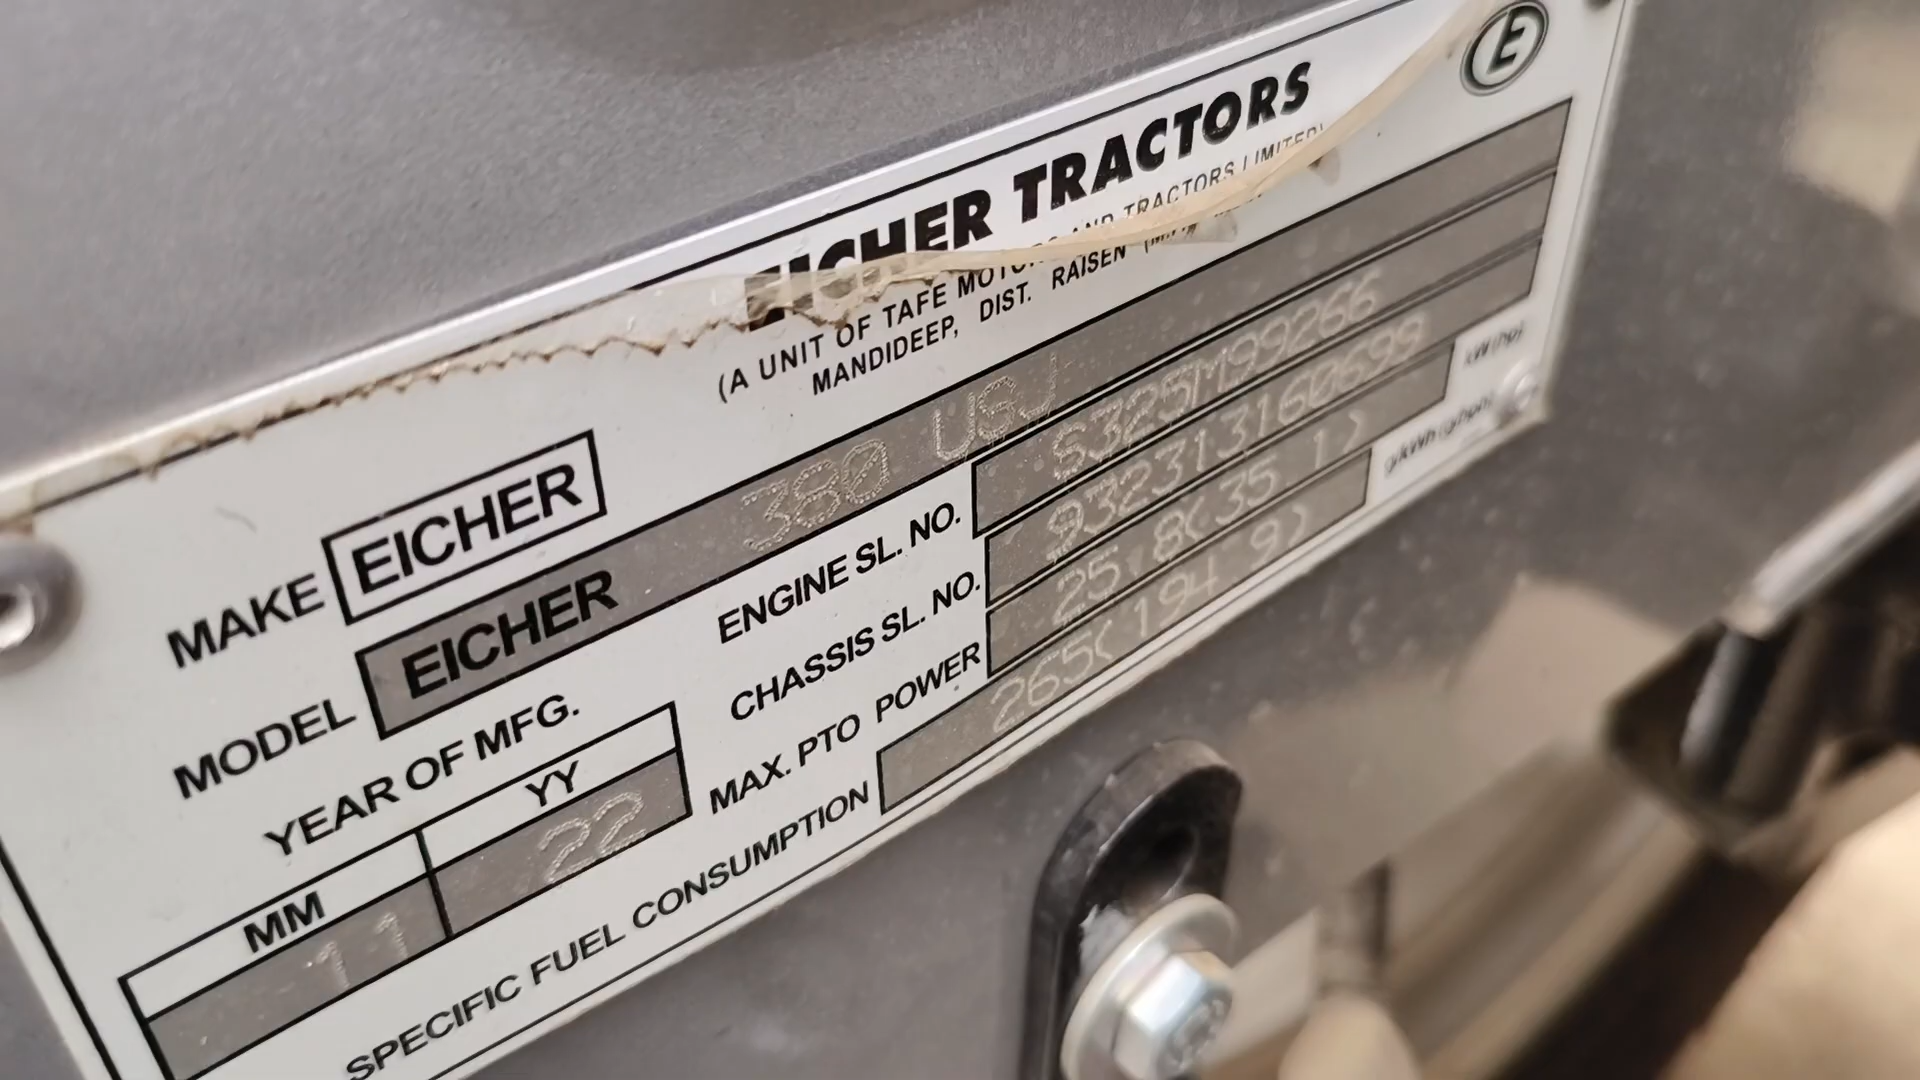 E
EICHER TRACTORS
(A UNIT OF TAFE MOTORS AND TRACTORS LIMITED)
MANDIDEEP, DIST. RAISEN (M.P.)
MAKE EICHER
MODEL EICHER 380 UGJ
YEAR OF MFG.
MM YY
11 22
ENGINE SL. NO. S325M99266
CHASSIS SL. NO. 932313160699
MAX. PTO POWER 25.8(35.1) kW(hp)
SPECIFIC FUEL CONSUMPTION 265(194.9) g/kWh(g/hph)